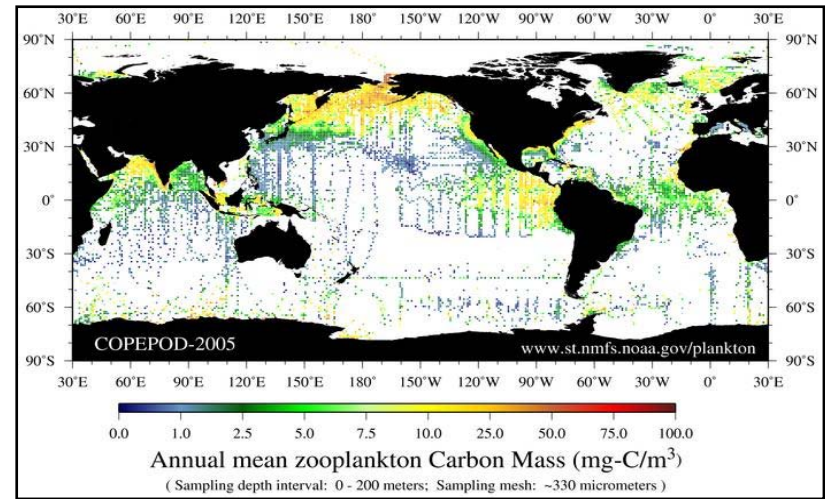 30°E 60°E 90°E 120°E 150°E 180°E 150°W 120°W 90°W 60°W 30°W 0° 30°E
90°N 90°N
60°N 60°N
30°N 30°N
0° 0°
30°S 30°S
60°S 60°S
COPEPOD-2005 www.st.nmfs.noaa.gov/plankton
90°S 90°S
30°E 60°E 90°E 120°E 150°E 180°E 150°W 120°W 90°W 60°W 30°W 0° 30°E
0.0 1.0 2.5 5.0 7.5 10.0 25.0 50.0 75.0 100.0
Annual mean zooplankton Carbon Mass (mg-C/m³)
( Sampling depth interval: 0 - 200 meters; Sampling mesh: ~330 micrometers )